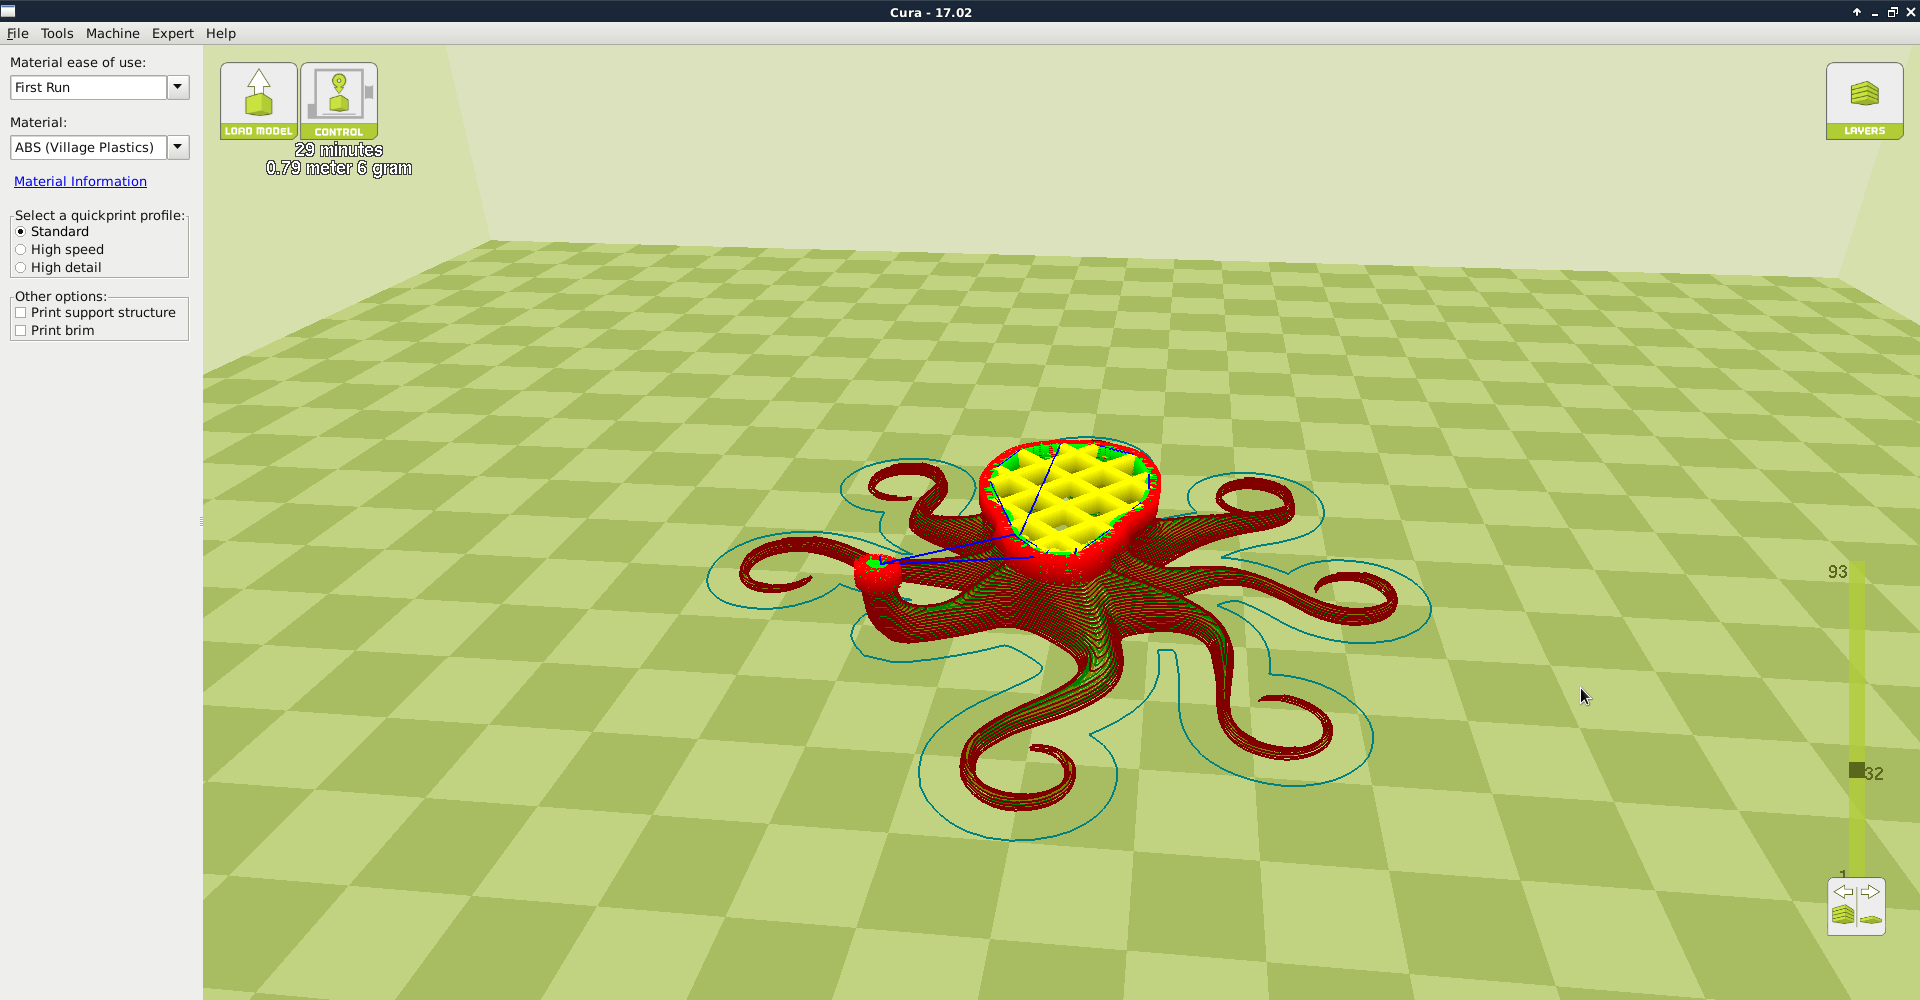 Cura - 17.02
File Tools Machine Expert Help
Material ease of use:
First Run
Material:
ABS (Village Plastics)
Material Information
Select a quickprint profile:
Standard
High speed
High detail
Other options:
Print support structure
Print brim
LOAD MODEL
CONTROL
29 minutes
0.79 meter 6 gram
LAYERS
93
32
1